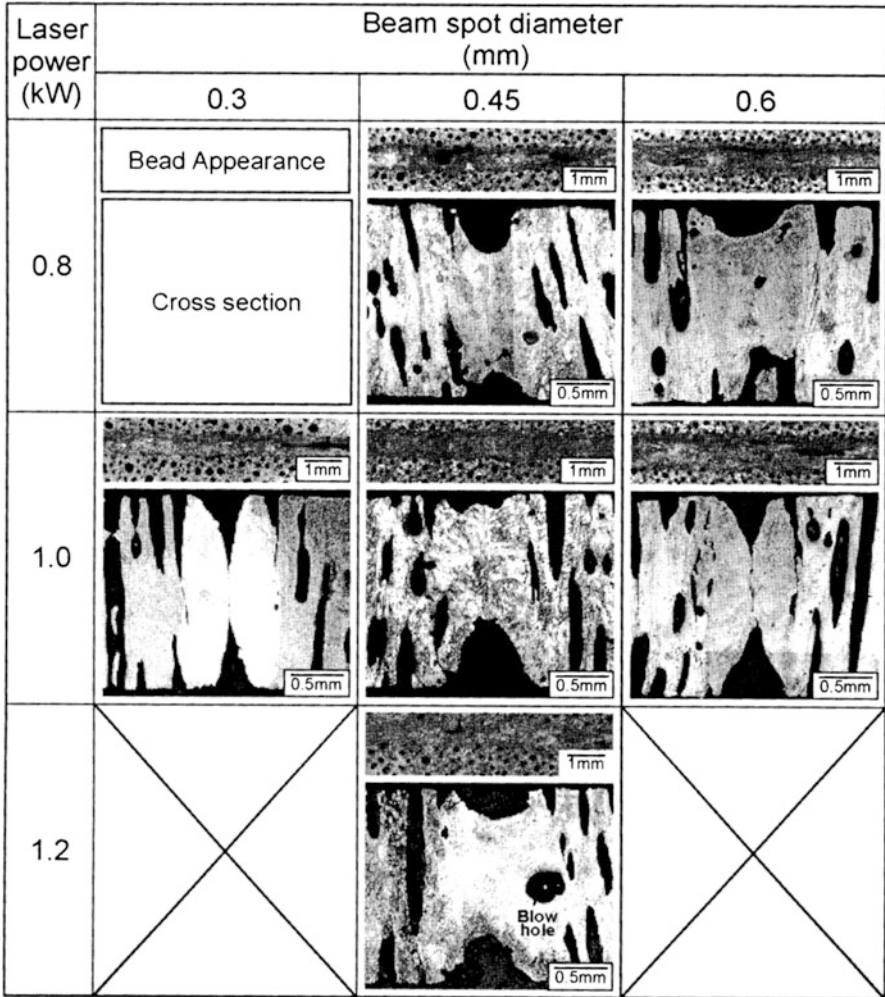 Laser
power
(kW)
Beam spot diameter
(mm)
0.3
0.45
0.6
0.8
Bead Appearance
Cross section
1mm
1mm
0.5mm
0.5mm
1.0
1mm
1mm
1mm
0.5mm
0.5mm
0.5mm
1.2
1mm
Blow
hole
0.5mm